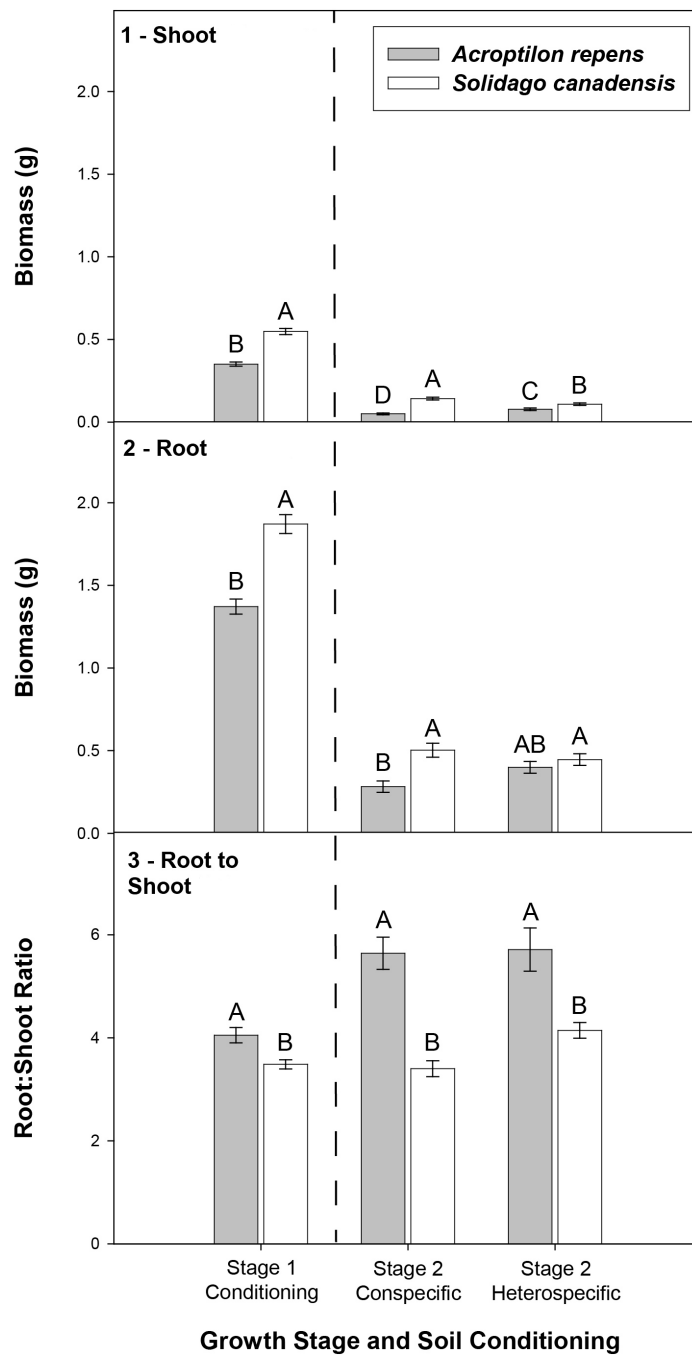 1 - Shoot
Acroptilon repens
Solidago canadensis
Biomass (g)
2.0
1.5
1.0
0.5
0.0
B
A
D
A
C
B
2 - Root
Biomass (g)
2.0
1.5
1.0
0.5
0.0
B
A
B
A
AB
A
3 - Root to
Shoot
Root:Shoot Ratio
6
4
2
0
A
B
A
B
A
B
Stage 1
Conditioning
Stage 2
Conspecific
Stage 2
Heterospecific
Growth Stage and Soil Conditioning